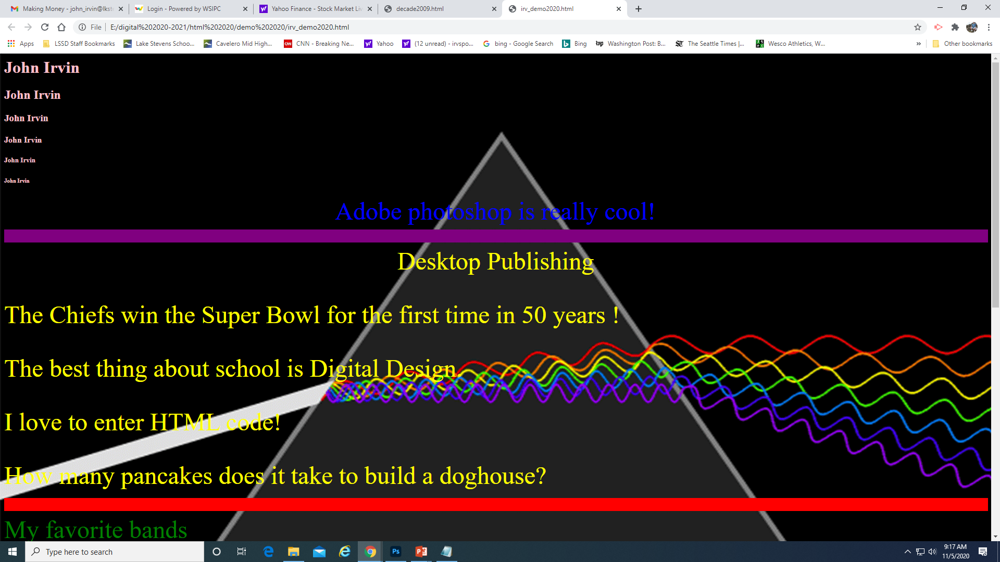 Making Money - john_irvin@lkst
Login - Powered by WSIPC
Yahoo Finance - Stock Market Liv
decade2009.html
irv_demo2020.html
File
E:/digital%202020-2021/html%202020/demo%202020/irv_demo2020.html
Apps
LSSD Staff Bookmarks
Lake Stevens Schoo...
Cavelero Mid High...
CNN - Breaking Ne...
Yahoo
(12 unread) - irvspo...
bing - Google Search
Bing
Washington Post: B...
The Seattle Times |...
Wesco Athletics, W...
»
Other bookmarks
John Irvin
John Irvin
John Irvin
John Irvin
John Irvin
John Irvin
Adobe photoshop is really cool!
Desktop Publishing
The Chiefs win the Super Bowl for the first time in 50 years !
The best thing about school is Digital Design.
I love to enter HTML code!
How many pancakes does it take to build a doghouse?
My favorite bands
Type here to search
9:17 AM
11/5/2020